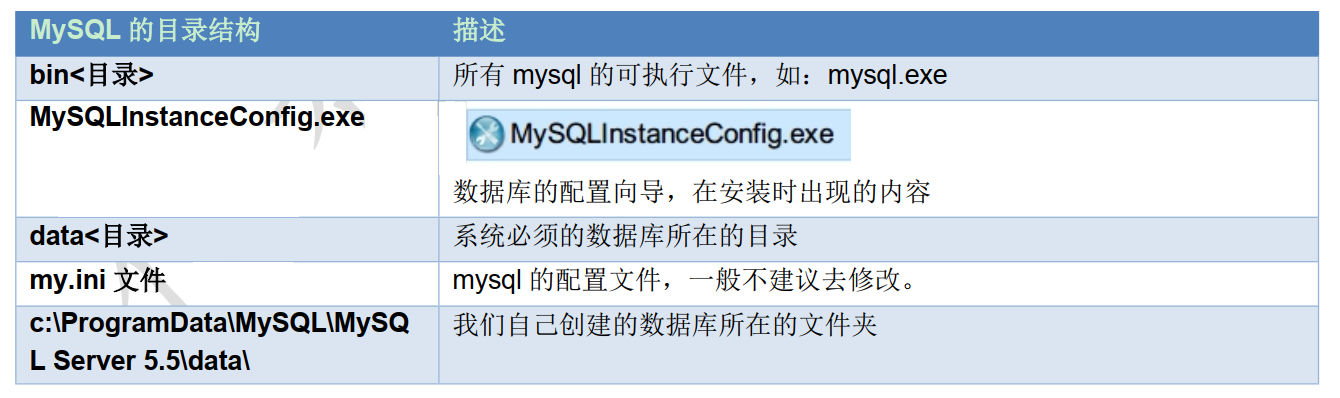 MySQL 的目录结构 描述
bin<目录> 所有 mysql 的可执行文件，如：mysql.exe
MySQLInstanceConfig.exe
MySQLInstanceConfig.exe
数据库的配置向导，在安装时出现的内容
data<目录> 系统必须的数据库所在的目录
my.ini 文件 mysql 的配置文件，一般不建议去修改。
c:\ProgramData\MySQL\MySQ 我们自己创建的数据库所在的文件夹
L Server 5.5\data\